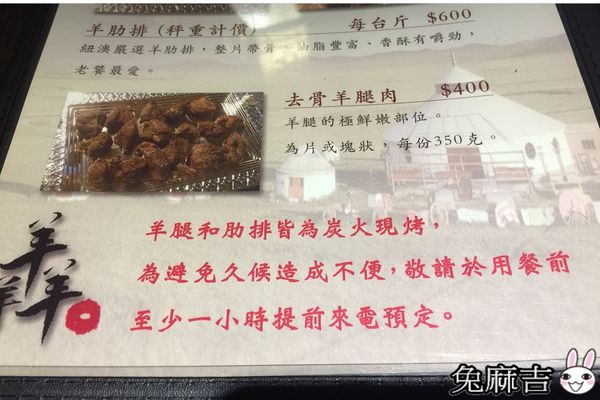 羊肋排 (秤重計價) 每台斤 $600
紐澳嚴選羊肋排，整片帶骨。油脂豐富、香酥有嚼勁，
老饕最愛。
去骨羊腿肉 $400
羊腿的極鮮嫩部位。
為片或塊狀，每份350克。
羊腿和肋排皆為炭火現烤，
為避免久候造成不便，敬請於用餐前
至少一小時提前來電預定。
羊
羊羊
兔麻吉